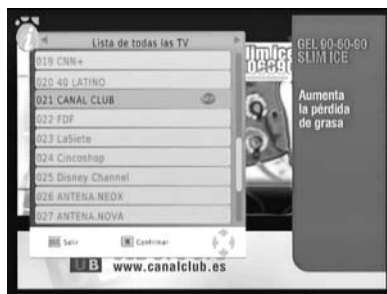 Lista de todas las TV
019 CNN+
020 40 LATINO
021 CANAL CLUB
022 FDF
023 LaSiete
024 Cincoshop
025 Disney Channel
026 ANTENA.NEOX
027 ANTENA.NOVA
Salir
Confirmar
GEL 90-60-90
SLIM ICE
Aumenta
la pérdida
de grasa
UB
www.canalclub.es